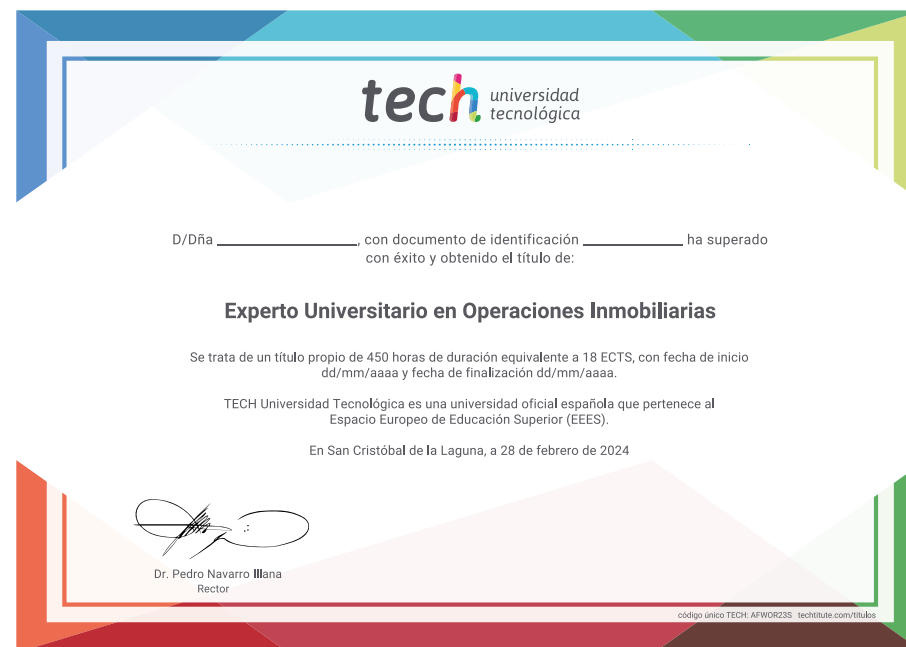 tech universidad
tecnológica
D/Dña ____________________, con documento de identificación ______________ ha superado
con éxito y obtenido el título de:
Experto Universitario en Operaciones Inmobiliarias
Se trata de un título propio de 450 horas de duración equivalente a 18 ECTS, con fecha de inicio
dd/mm/aaaa y fecha de finalización dd/mm/aaaa.
TECH Universidad Tecnológica es una universidad oficial española que pertenece al
Espacio Europeo de Educación Superior (EEES).
En San Cristóbal de la Laguna, a 28 de febrero de 2024
Dr. Pedro Navarro Illana
Rector
código único TECH: AFWOR23S techtitute.com/titulos